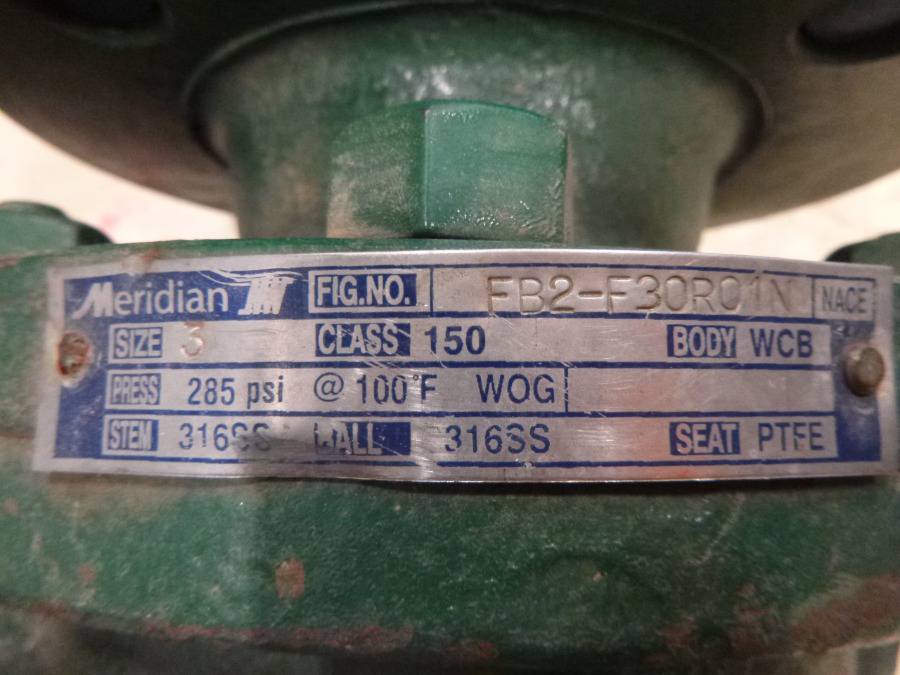 Meridian FIG.NO. FB2-F30R01N NACE
SIZE 3 CLASS 150 BODY WCB
PRESS 285 psi @ 100°F WOG
STEM 316SS BALL 316SS SEAT PTFE